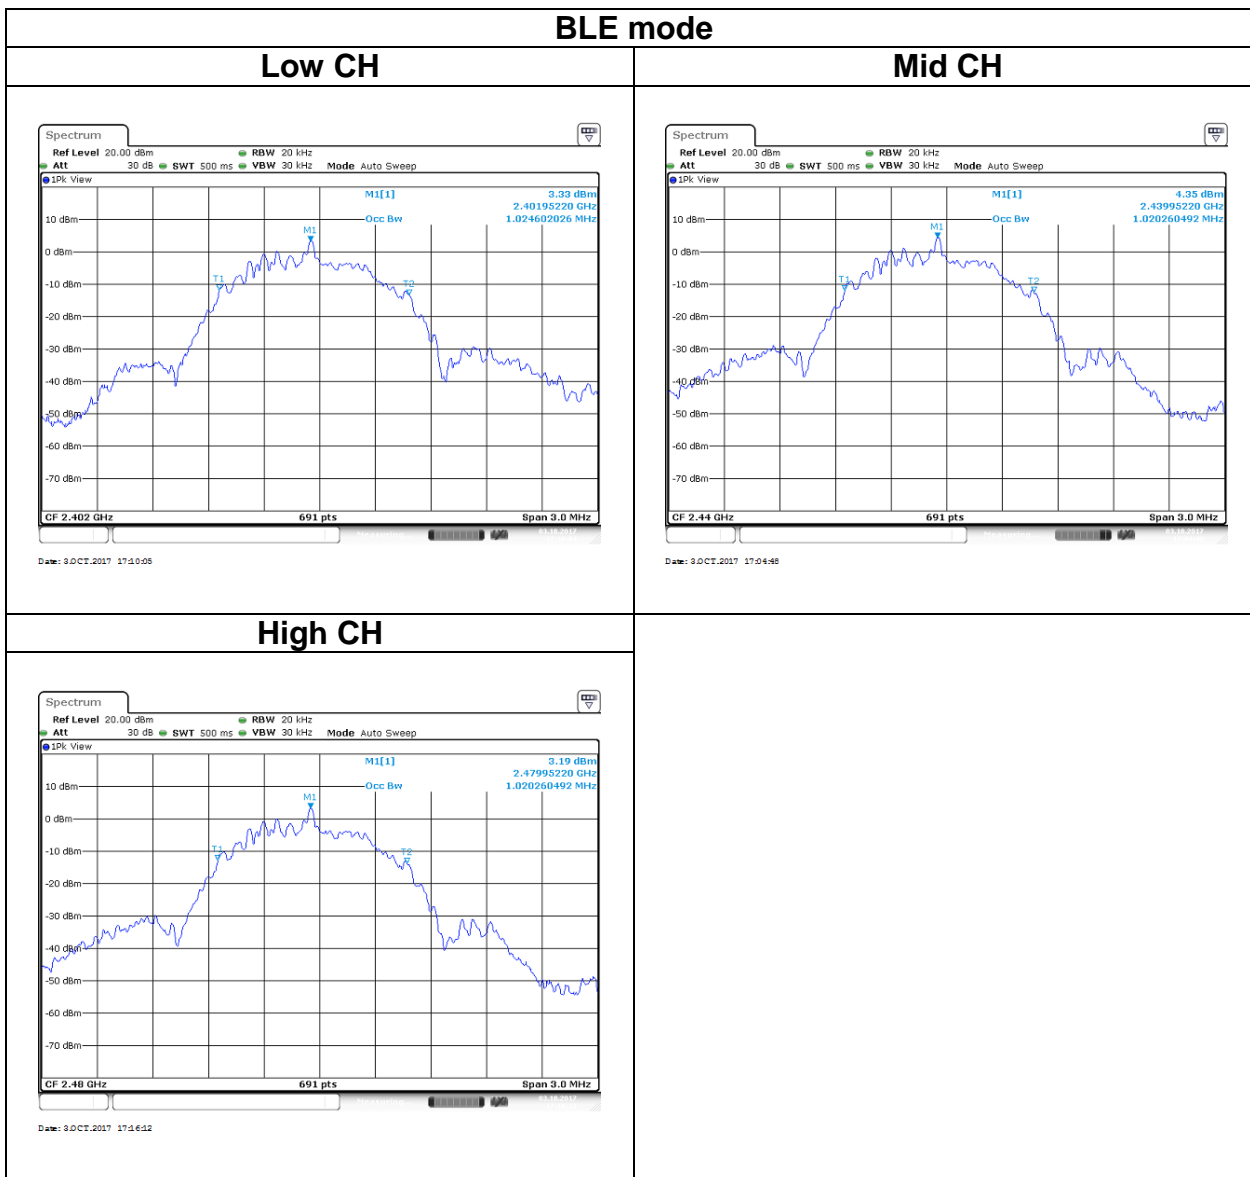 BLE mode
Low CH
Mid CH
Spectrum
Ref Level 20.00 dBm RBW 20 kHz
Att 30 dB SWT 500 ms VBW 30 kHz Mode Auto Sweep
1Pk View
M1[1] 3.33 dBm
2.40195220 GHz
Occ Bw 1.024602026 MHz
10 dBm
M1
0 dBm
T1
T2
-10 dBm
-20 dBm
-30 dBm
-40 dBm
-50 dBm
-60 dBm
-70 dBm
CF 2.402 GHz 691 pts Span 3.0 MHz
Date: 3.OCT.2017 17:10:05
Spectrum
Ref Level 20.00 dBm RBW 20 kHz
Att 30 dB SWT 500 ms VBW 30 kHz Mode Auto Sweep
1Pk View
M1[1] 4.35 dBm
2.43995220 GHz
Occ Bw 1.020260492 MHz
10 dBm
M1
0 dBm
T1
T2
-10 dBm
-20 dBm
-30 dBm
-40 dBm
-50 dBm
-60 dBm
-70 dBm
CF 2.44 GHz 691 pts Span 3.0 MHz
Date: 3.OCT.2017 17:04:48
High CH
Spectrum
Ref Level 20.00 dBm RBW 20 kHz
Att 30 dB SWT 500 ms VBW 30 kHz Mode Auto Sweep
1Pk View
M1[1] 3.19 dBm
2.47995220 GHz
Occ Bw 1.020260492 MHz
10 dBm
M1
0 dBm
T1
T2
-10 dBm
-20 dBm
-30 dBm
-40 dBm
-50 dBm
-60 dBm
-70 dBm
CF 2.48 GHz 691 pts Span 3.0 MHz
Date: 3.OCT.2017 17:16:12